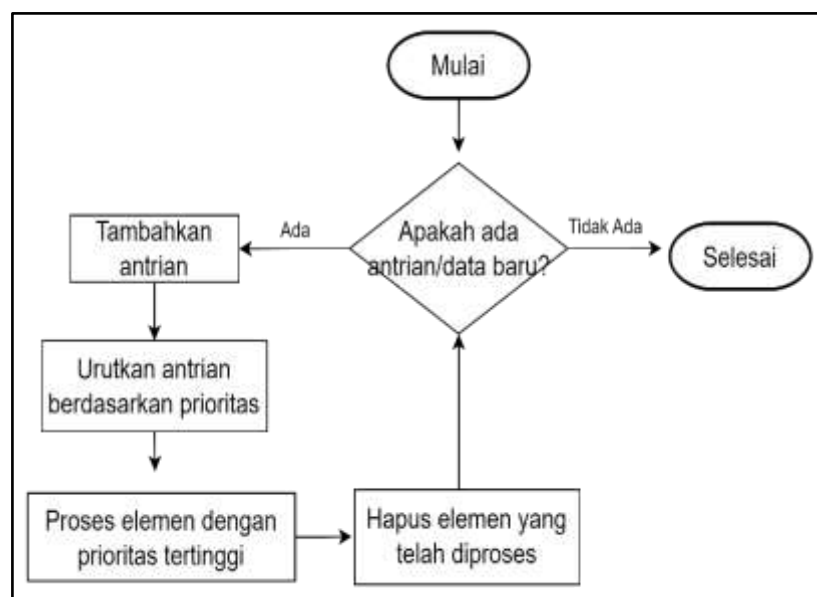 Mulai
Apakah ada
antrian/data baru?
Ada
Tidak Ada
Tambahkan
antrian
Selesai
Urutkan antrian
berdasarkan prioritas
Proses elemen dengan
prioritas tertinggi
Hapus elemen yang
telah diproses